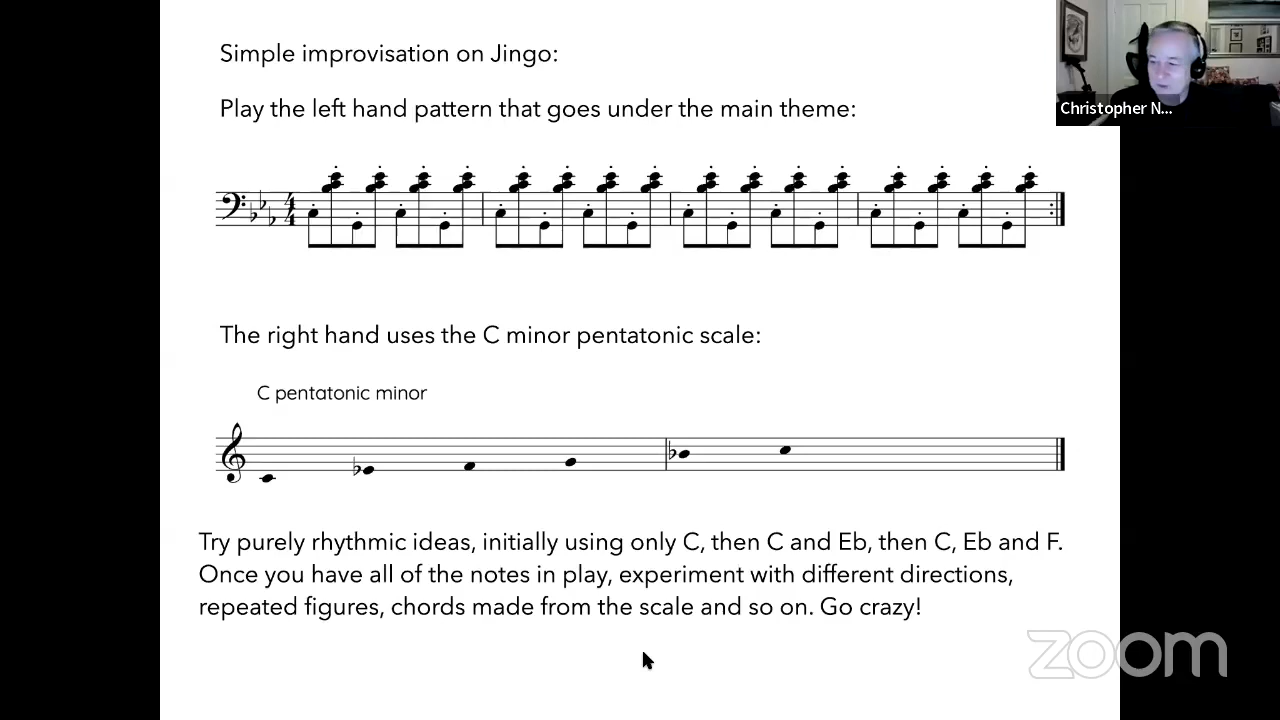 Simple improvisation on Jingo:
Christopher N...
Play the left hand pattern that goes under the main theme:
4
4
The right hand uses the C minor pentatonic scale:
C pentatonic minor
Try purely rhythmic ideas, initially using only C, then C and Eb, then C, Eb and F.
Once you have all of the notes in play, experiment with different directions,
repeated figures, chords made from the scale and so on. Go crazy!
zoom